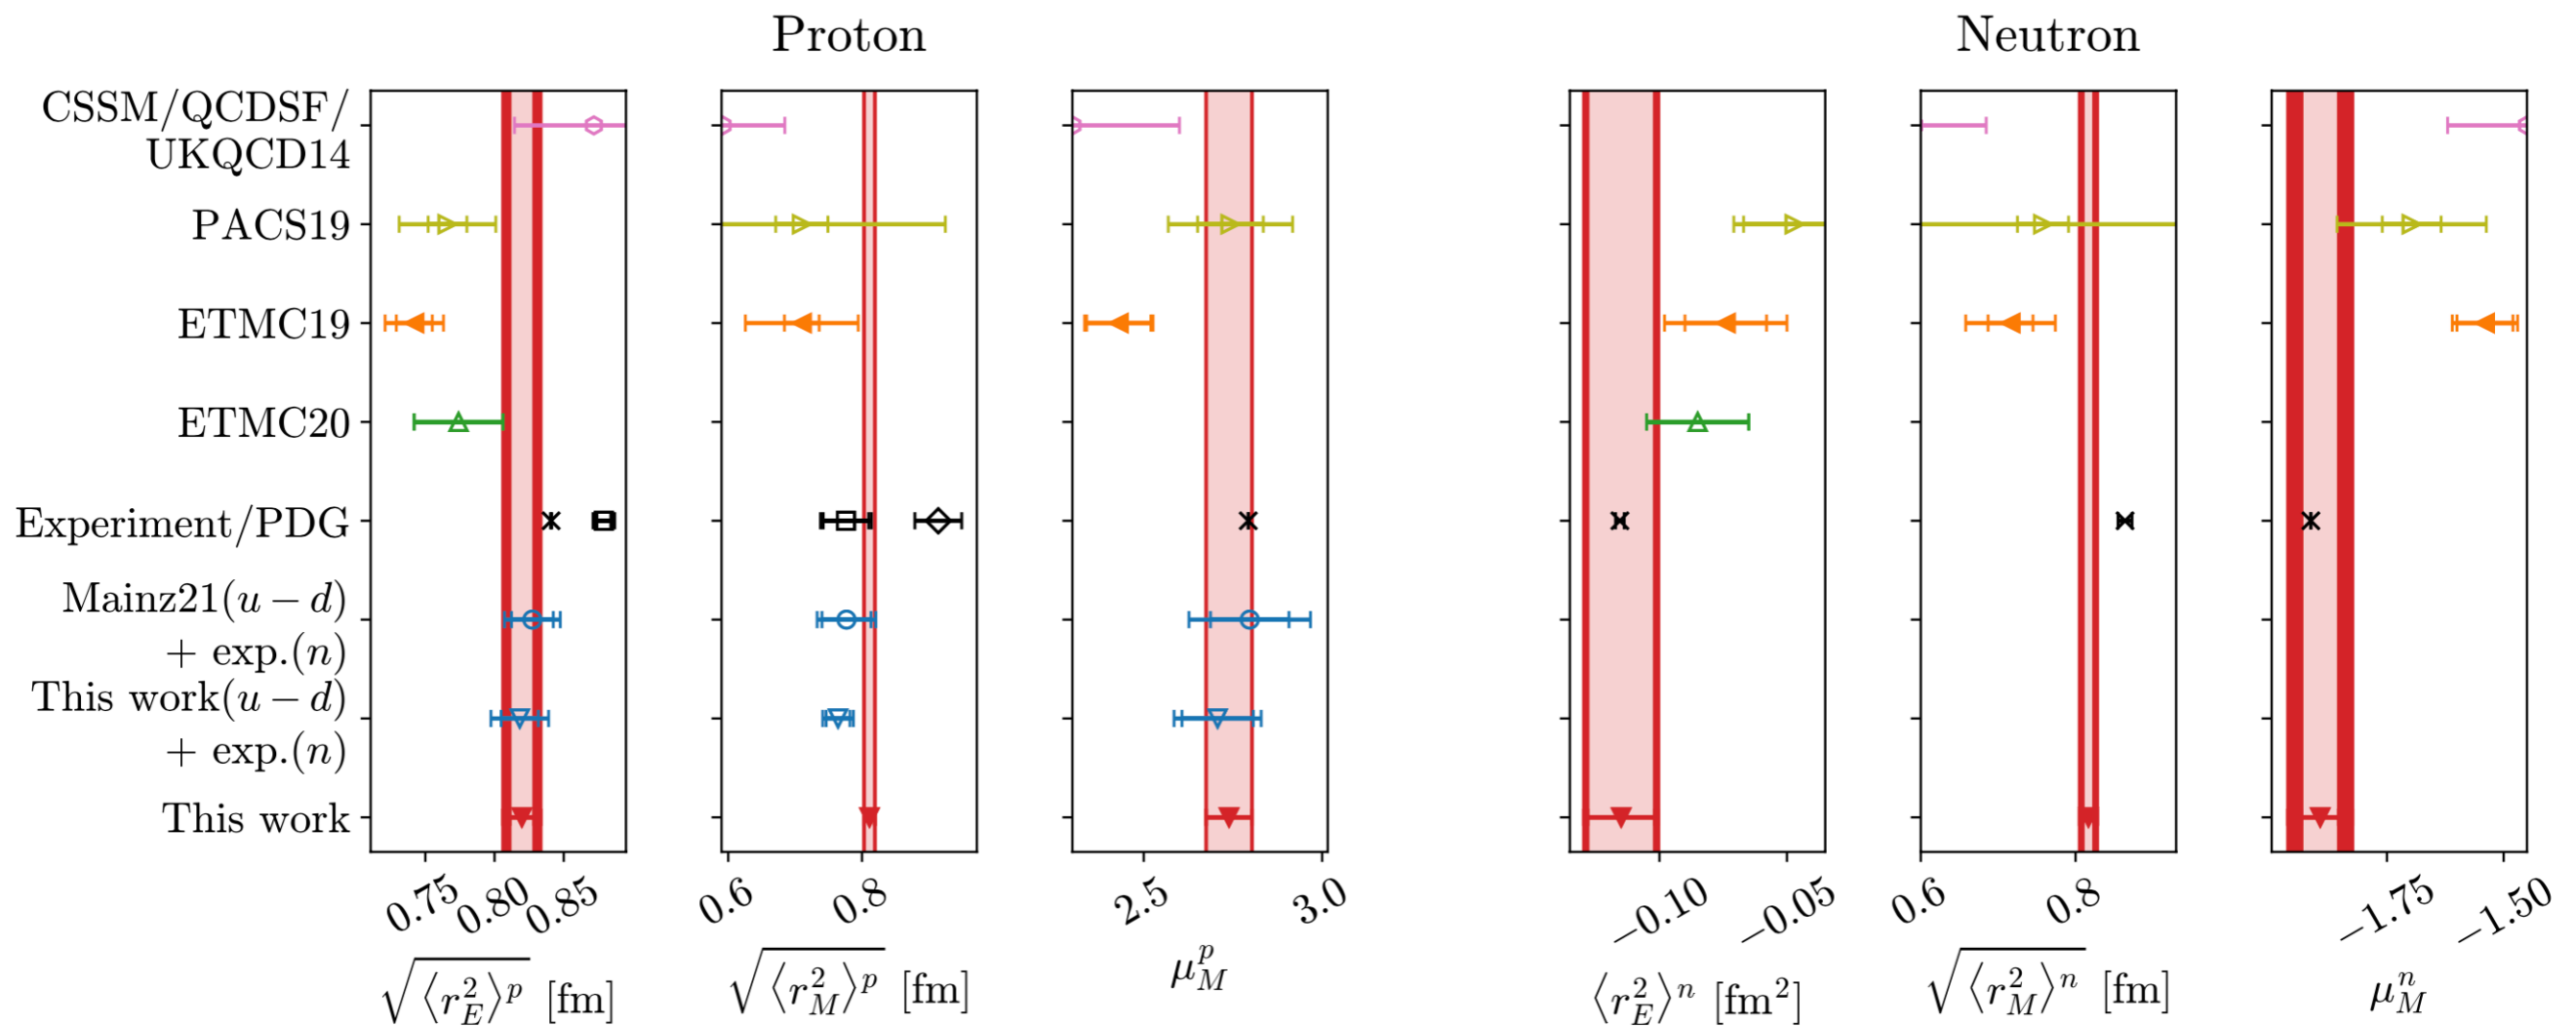 Proton
Neutron
CSSM/QCDSF/
UKQCD14
PACS19
ETMC19
ETMC20
Experiment/PDG
Mainz21(u − d)
+ exp.(n)
This work(u − d)
+ exp.(n)
This work
0.75 0.80 0.85
0.6 0.8
2.5 3.0
−0.10 −0.05
0.6 0.8
−1.75 −1.50
√⟨r_E^2⟩^p [fm]
√⟨r_M^2⟩^p [fm]
μ_M^p
⟨r_E^2⟩^n [fm^2]
√⟨r_M^2⟩^n [fm]
μ_M^n